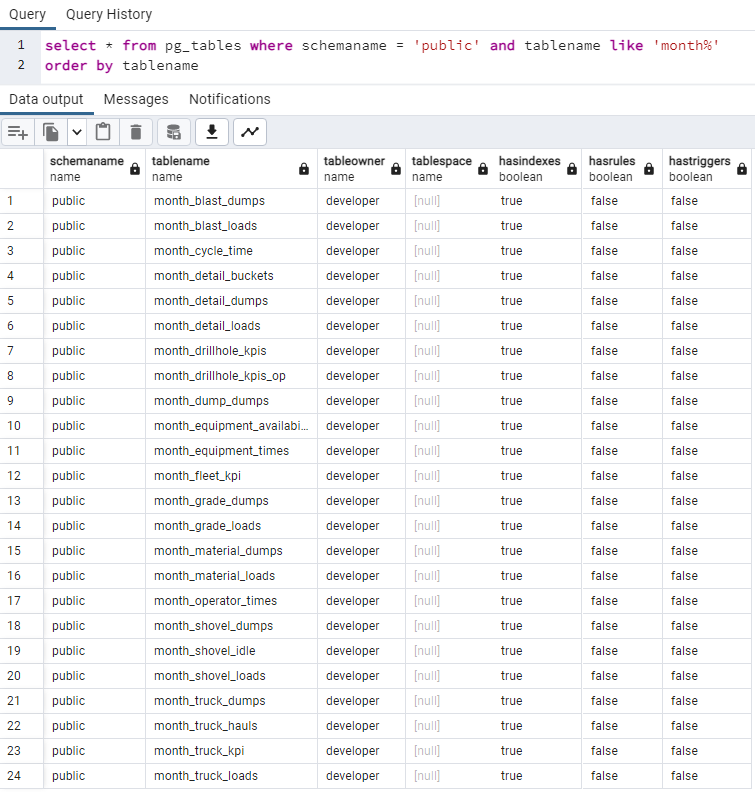 Query Query History
1 select * from pg_tables where schemaname = 'public' and tablename like 'month%'
2 order by tablename
Data output Messages Notifications
schemaname tablename tableowner tablespace hasindexes hasrules hastriggers
name name name name boolean boolean boolean
1 public month_blast_dumps developer [null] true false false
2 public month_blast_loads developer [null] true false false
3 public month_cycle_time developer [null] true false false
4 public month_detail_buckets developer [null] true false false
5 public month_detail_dumps developer [null] true false false
6 public month_detail_loads developer [null] true false false
7 public month_drillhole_kpis developer [null] true false false
8 public month_drillhole_kpis_op developer [null] true false false
9 public month_dump_dumps developer [null] true false false
10 public month_equipment_availabi... developer [null] true false false
11 public month_equipment_times developer [null] true false false
12 public month_fleet_kpi developer [null] true false false
13 public month_grade_dumps developer [null] true false false
14 public month_grade_loads developer [null] true false false
15 public month_material_dumps developer [null] true false false
16 public month_material_loads developer [null] true false false
17 public month_operator_times developer [null] true false false
18 public month_shovel_dumps developer [null] true false false
19 public month_shovel_idle developer [null] true false false
20 public month_shovel_loads developer [null] true false false
21 public month_truck_dumps developer [null] true false false
22 public month_truck_hauls developer [null] true false false
23 public month_truck_kpi developer [null] true false false
24 public month_truck_loads developer [null] true false false